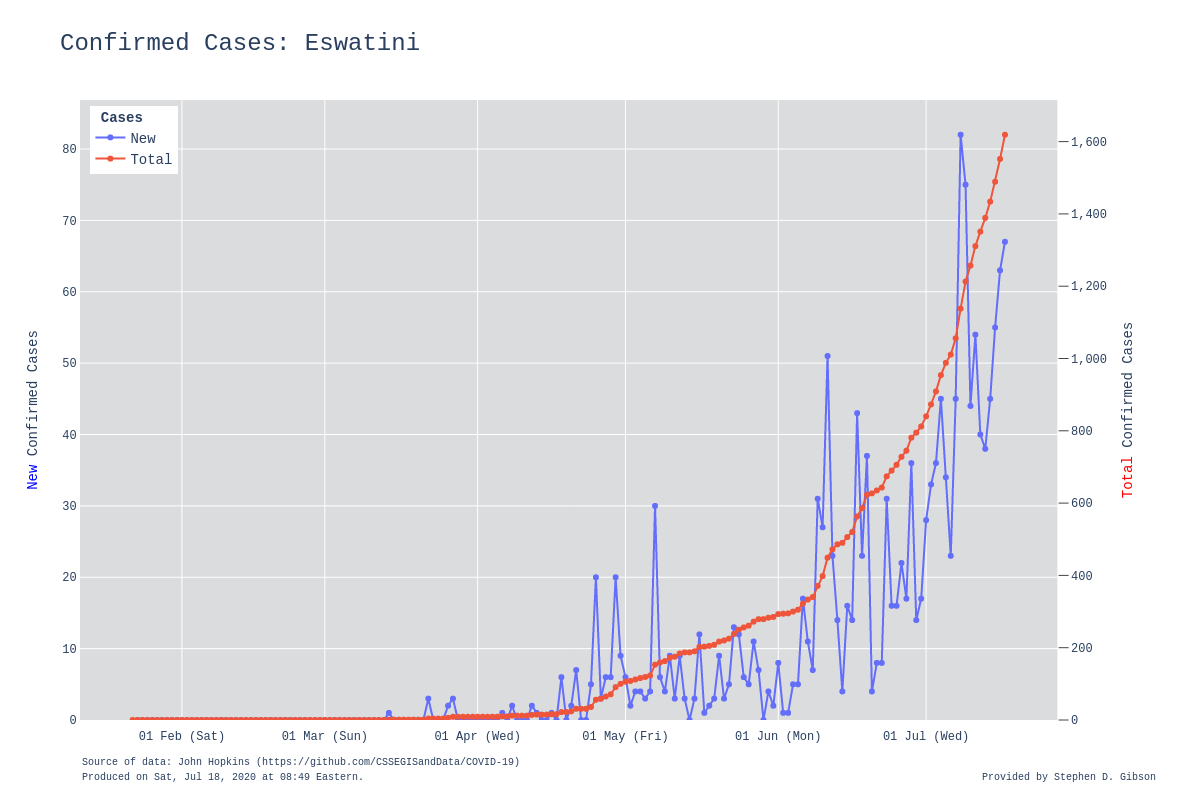 Confirmed Cases: Eswatini
Cases
New
Total
80
70
60
50
40
30
20
10
0
1,600
1,400
1,200
1,000
800
600
400
200
0
New Confirmed Cases
Total Confirmed Cases
01 Feb (Sat)
01 Mar (Sun)
01 Apr (Wed)
01 May (Fri)
01 Jun (Mon)
01 Jul (Wed)
Source of data: John Hopkins (https://github.com/CSSEGISandData/COVID-19)
Produced on Sat, Jul 18, 2020 at 08:49 Eastern.
Provided by Stephen D. Gibson